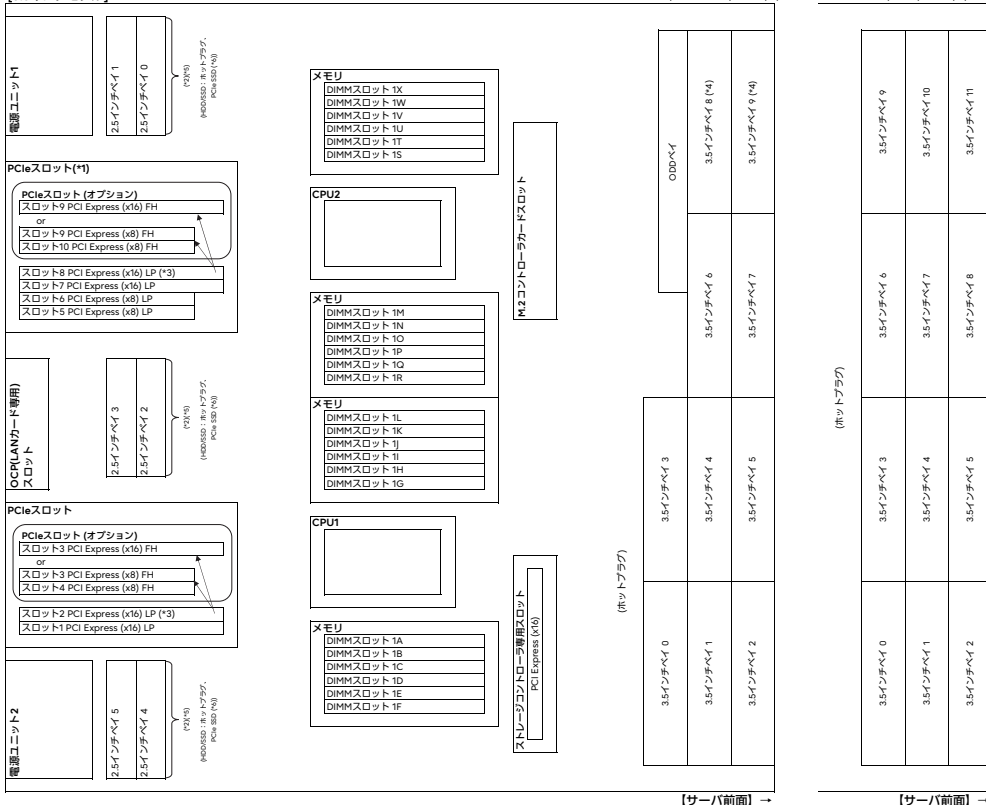 電源ユニット1
2.5インチベイ 1
2.5インチベイ 0
(*2)(*5)
(HDD/SSD：ホットプラグ、
PCIe SSD (*6))
PCIeスロット(*1)
PCIeスロット (オプション)
スロット9 PCI Express (x16) FH
or
スロット9 PCI Express (x8) FH
スロット10 PCI Express (x8) FH
スロット8 PCI Express (x16) LP (*3)
スロット7 PCI Express (x16) LP
スロット6 PCI Express (x8) LP
スロット5 PCI Express (x8) LP
OCP(LANカード専用)
スロット
2.5インチベイ 3
2.5インチベイ 2
(*2)(*5)
(HDD/SSD：ホットプラグ、
PCIe SSD (*6))
PCIeスロット
PCIeスロット (オプション)
スロット3 PCI Express (x16) FH
or
スロット3 PCI Express (x8) FH
スロット4 PCI Express (x8) FH
スロット2 PCI Express (x16) LP (*3)
スロット1 PCI Express (x16) LP
電源ユニット2
2.5インチベイ 5
2.5インチベイ 4
(*2)(*5)
(HDD/SSD：ホットプラグ、
PCIe SSD (*6))
メモリ
DIMMスロット 1X
DIMMスロット 1W
DIMMスロット 1V
DIMMスロット 1U
DIMMスロット 1T
DIMMスロット 1S
CPU2
メモリ
DIMMスロット 1M
DIMMスロット 1N
DIMMスロット 1O
DIMMスロット 1P
DIMMスロット 1Q
DIMMスロット 1R
メモリ
DIMMスロット 1L
DIMMスロット 1K
DIMMスロット 1J
DIMMスロット 1I
DIMMスロット 1H
DIMMスロット 1G
CPU1
メモリ
DIMMスロット 1A
DIMMスロット 1B
DIMMスロット 1C
DIMMスロット 1D
DIMMスロット 1E
DIMMスロット 1F
M.2コントローラカードスロット
ストレージコントローラ専用スロット
PCI Express (x16)
(ホットプラグ)
ODDベイ
3.5インチベイ 8 (*4)
3.5インチベイ 9 (*4)
3.5インチベイ 6
3.5インチベイ 7
3.5インチベイ 3
3.5インチベイ 4
3.5インチベイ 5
3.5インチベイ 0
3.5インチベイ 1
3.5インチベイ 2
【サーバ前面】→
(ホットプラグ)
3.5インチベイ 9
3.5インチベイ 10
3.5インチベイ 11
3.5インチベイ 6
3.5インチベイ 7
3.5インチベイ 8
3.5インチベイ 3
3.5インチベイ 4
3.5インチベイ 5
3.5インチベイ 0
3.5インチベイ 1
3.5インチベイ 2
【サーバ前面】→